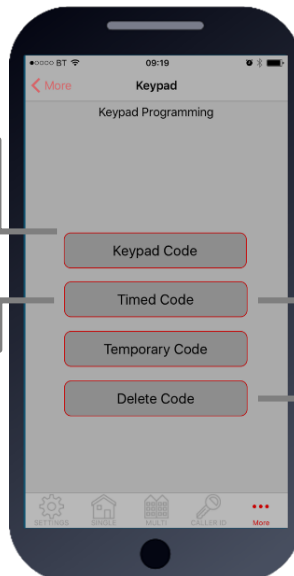 BT 09:19
More Keypad
Keypad Programming
Keypad Code
Timed Code
Temporary Code
Delete Code
SETTINGS SINGLE MULTI CALLER ID More